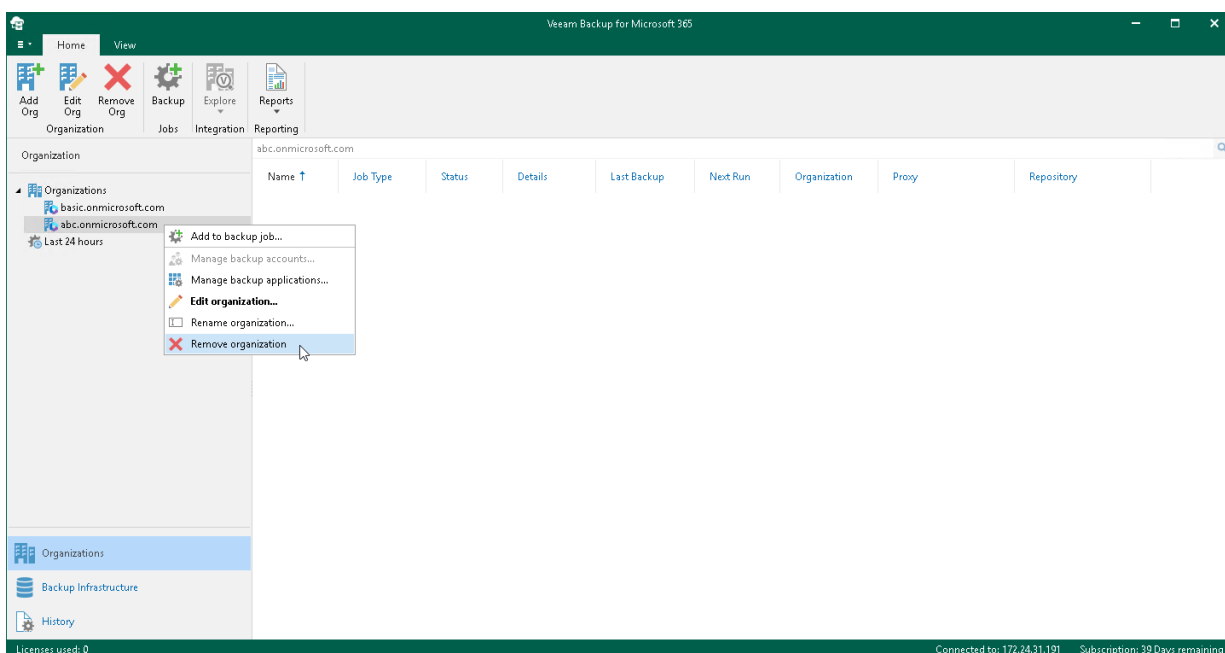 Veeam Backup for Microsoft 365
Home View
Add Org Edit Org Remove Org Backup Explore Reports
Organization Jobs Integration Reporting
Organization
abc.onmicrosoft.com
Name Job Type Status Details Last Backup Next Run Organization Proxy Repository
Organizations
basic.onmicrosoft.com
abc.onmicrosoft.com
Last 24 hours
Add to backup job...
Manage backup accounts...
Manage backup applications...
Edit organization...
Rename organization...
Remove organization
Organizations
Backup Infrastructure
History
Licenses used: 0 Connected to: 172.24.31.191 Subscription: 39 Days remaining